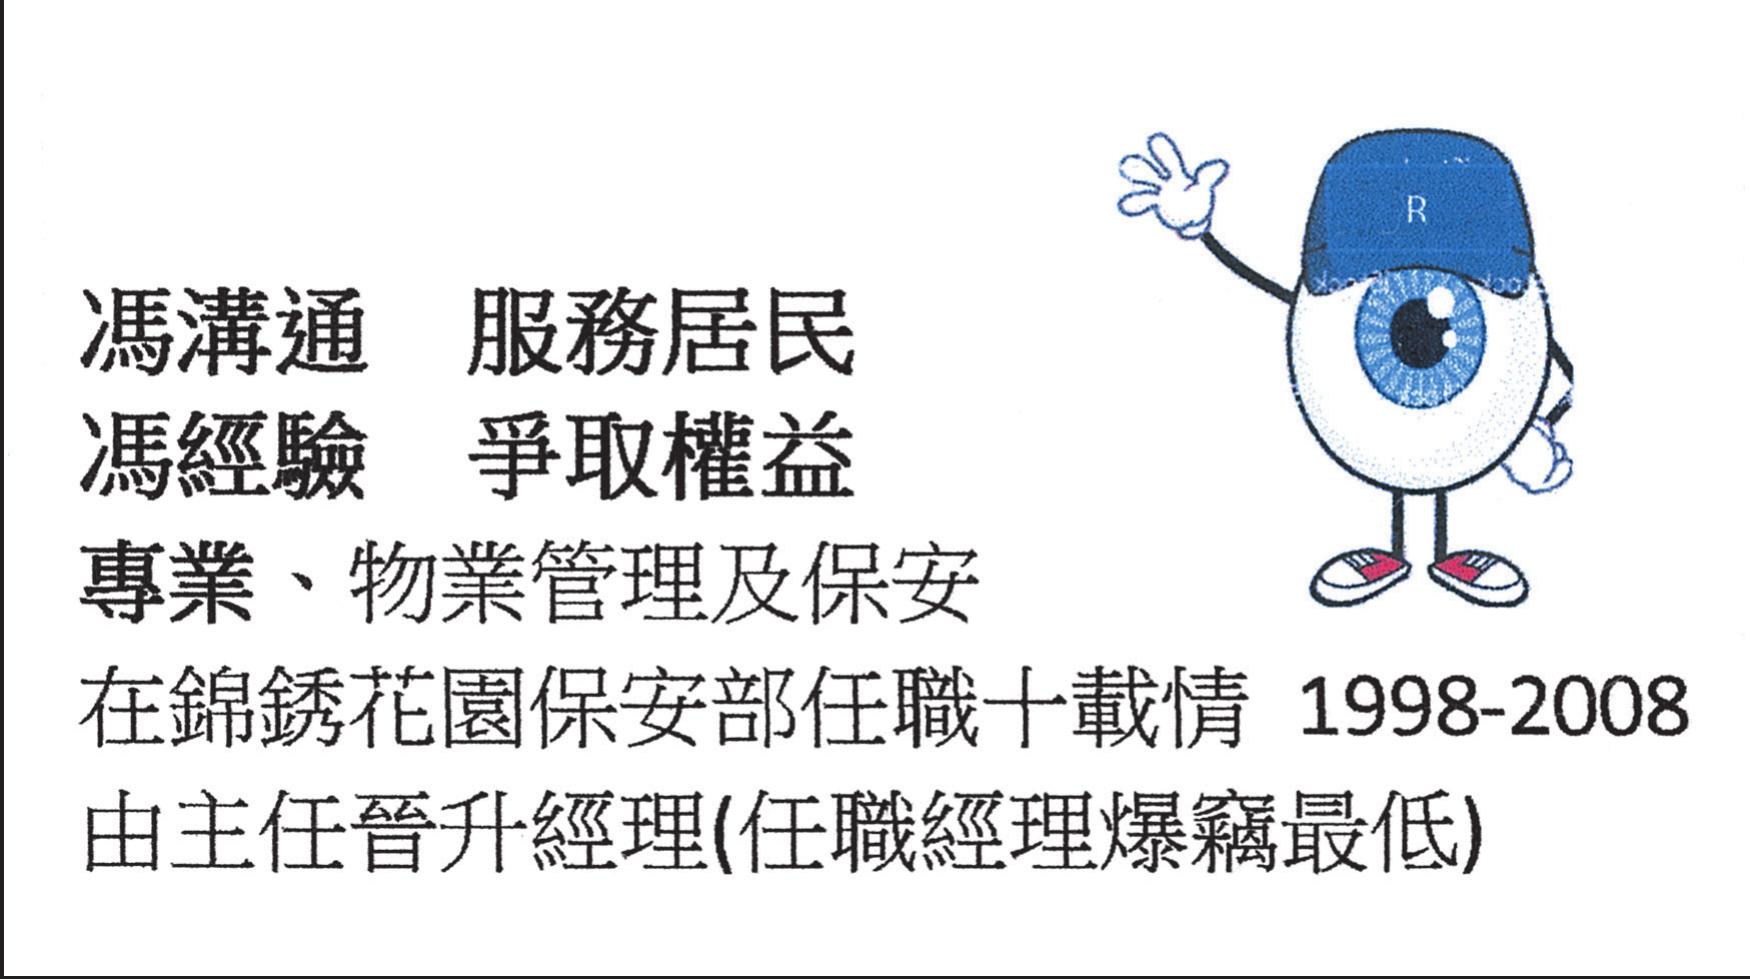 R
馮溝通　服務居民
馮經驗　爭取權益
專業、物業管理及保安
在錦銹花園保安部任職十載情 1998-2008
由主任晉升經理(任職經理爆竊最低)